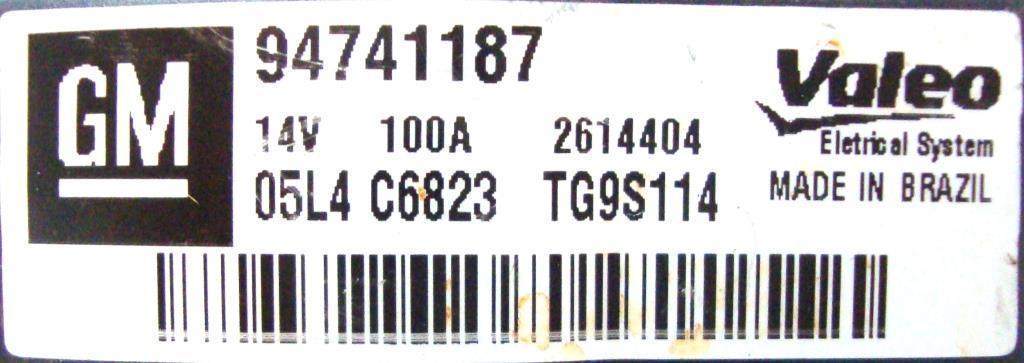 GM
94741187
14V 100A 2614404
05L4 C6823 TG9S114
Valeo
Eletrical System
MADE IN BRAZIL